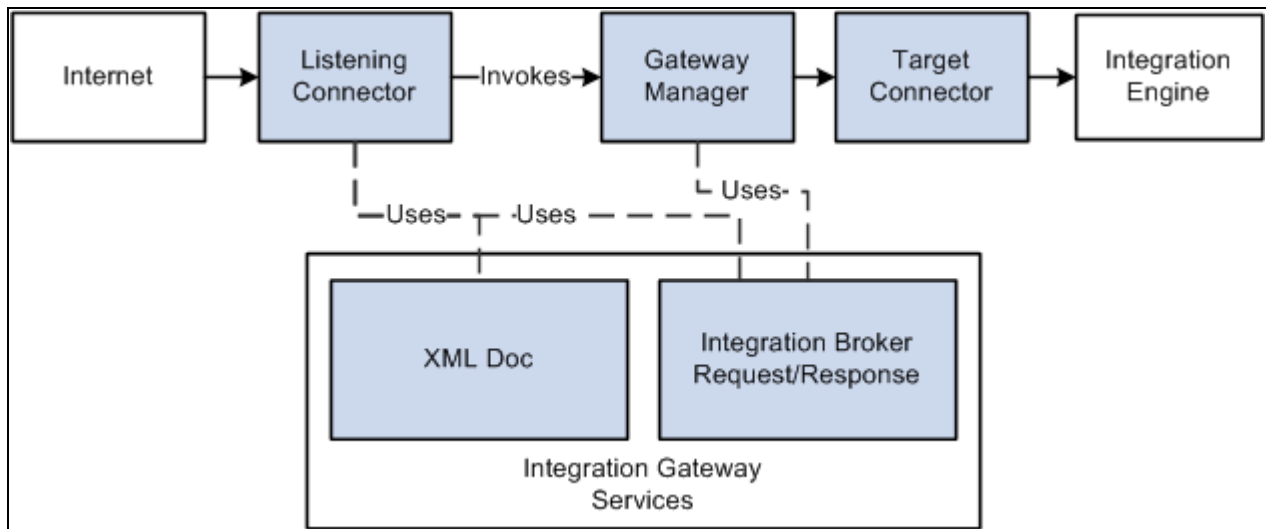 Internet
Listening
Connector
Invokes
Gateway
Manager
Target
Connector
Integration
Engine
Uses
Uses
Uses
XML Doc
Integration Broker
Request/Response
Integration Gateway
Services